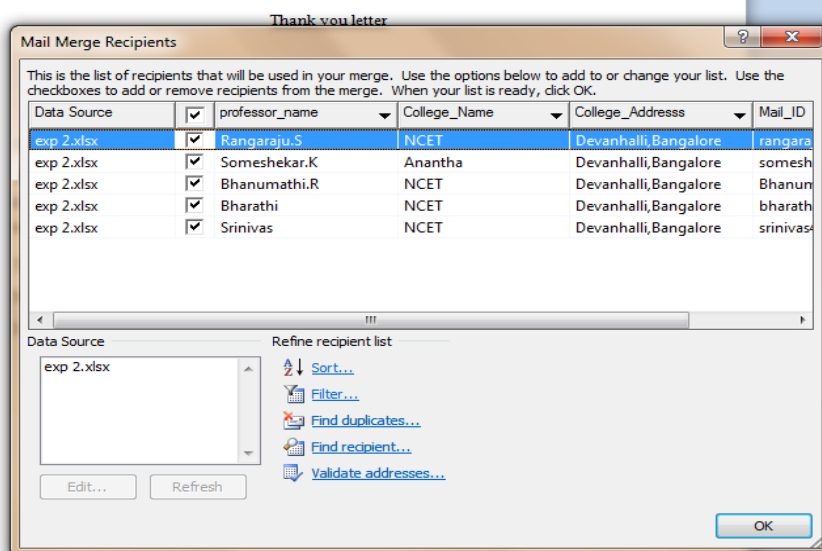 Thank you letter
Mail Merge Recipients
This is the list of recipients that will be used in your merge. Use the options below to add to or change your list. Use the
checkboxes to add or remove recipients from the merge. When your list is ready, click OK.
Data Source professor_name College_Name College_Addresss Mail_ID
exp 2.xlsx Rangaraju.S NCET Devanhalli,Bangalore rangara
exp 2.xlsx Someshekar.K Anantha Devanhalli,Bangalore somesh
exp 2.xlsx Bhanumathi.R NCET Devanhalli,Bangalore Bhanum
exp 2.xlsx Bharathi NCET Devanhalli,Bangalore bharath
exp 2.xlsx Srinivas NCET Devanhalli,Bangalore srinivas
Data Source Refine recipient list
exp 2.xlsx
Sort...
Filter...
Find duplicates...
Find recipient...
Validate addresses...
Edit... Refresh
OK